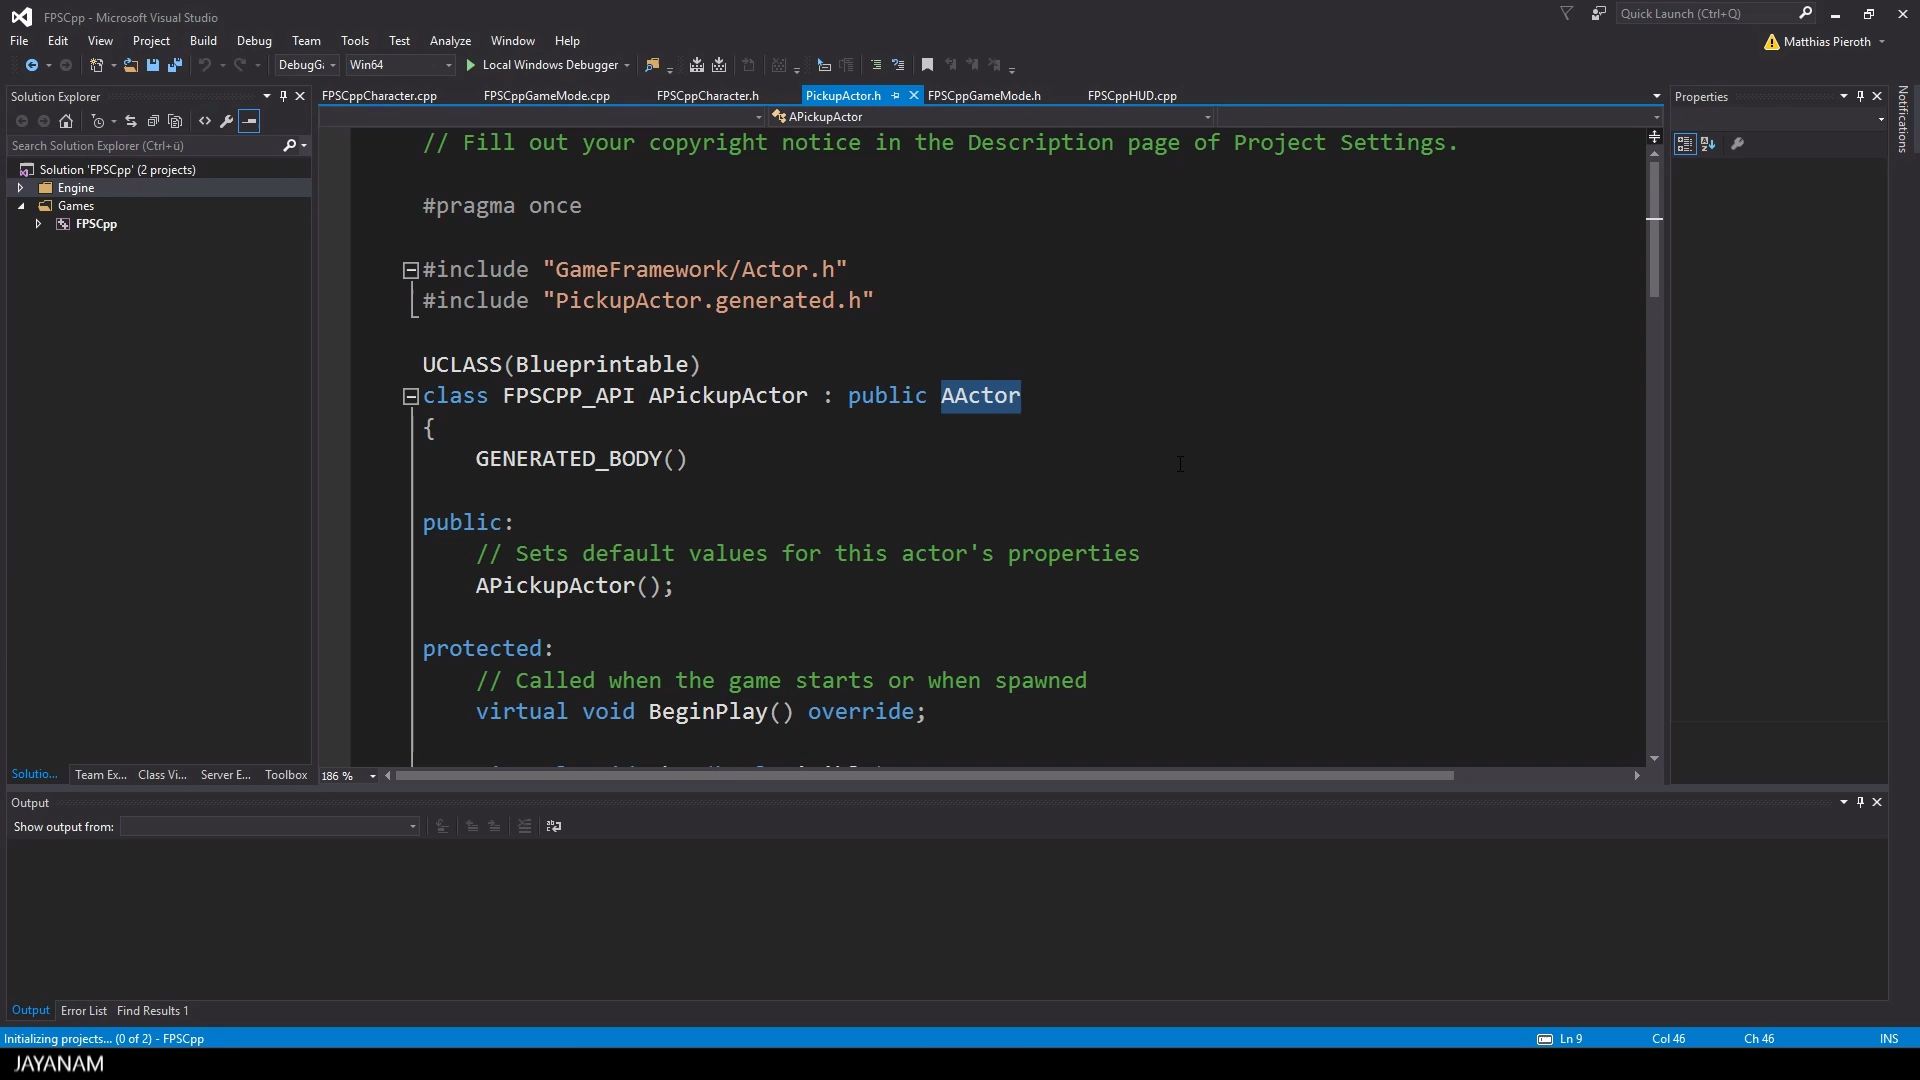 FPSCpp - Microsoft Visual Studio
Quick Launch (Ctrl+Q)
File Edit View Project Build Debug Team Tools Test Analyze Window Help
Matthias Pieroth
DebugG Win64 Local Windows Debugger
Solution Explorer
FPSCppCharacter.cpp FPSCppGameMode.cpp FPSCppCharacter.h PickupActor.h FPSCppGameMode.h FPSCppHUD.cpp
Properties
Notifications
APickupActor
Search Solution Explorer (Ctrl+ü)
Solution 'FPSCpp' (2 projects)
Engine
Games
FPSCpp
// Fill out your copyright notice in the Description page of Project Settings.
#pragma once
#include "GameFramework/Actor.h"
#include "PickupActor.generated.h"
UCLASS(Blueprintable)
class FPSCPP_API APickupActor : public AActor
{
GENERATED_BODY()
public:
// Sets default values for this actor's properties
APickupActor();
protected:
// Called when the game starts or when spawned
virtual void BeginPlay() override;
Solutio... Team Ex... Class Vi... Server E... Toolbox
186 %
Output
Show output from:
Output Error List Find Results 1
Initializing projects... (0 of 2) - FPSCpp
Ln 9 Col 46 Ch 46 INS
JAYANAM